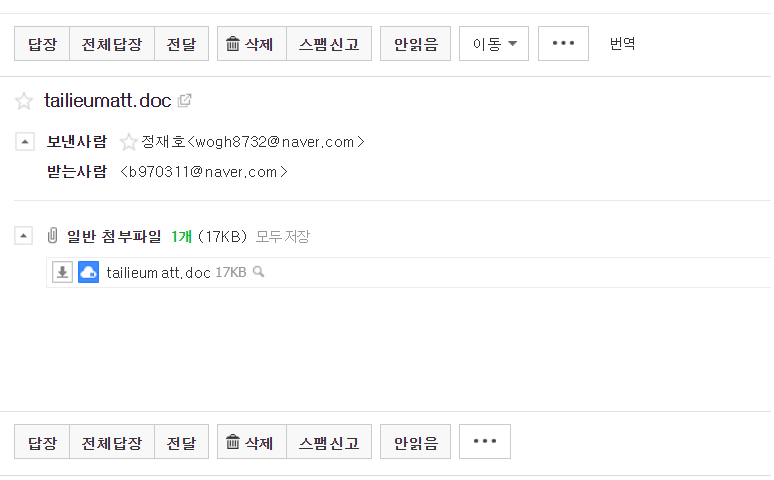 답장 전체답장 전달 삭제 스팸신고 안읽음 이동 ••• 번역
tailieumatt.doc
보낸사람 정재호<wogh8732@naver.com>
받는사람 <b970311@naver.com>
일반 첨부파일 1개 (17KB) 모두저장
tailieumatt.doc 17KB
답장 전체답장 전달 삭제 스팸신고 안읽음 •••